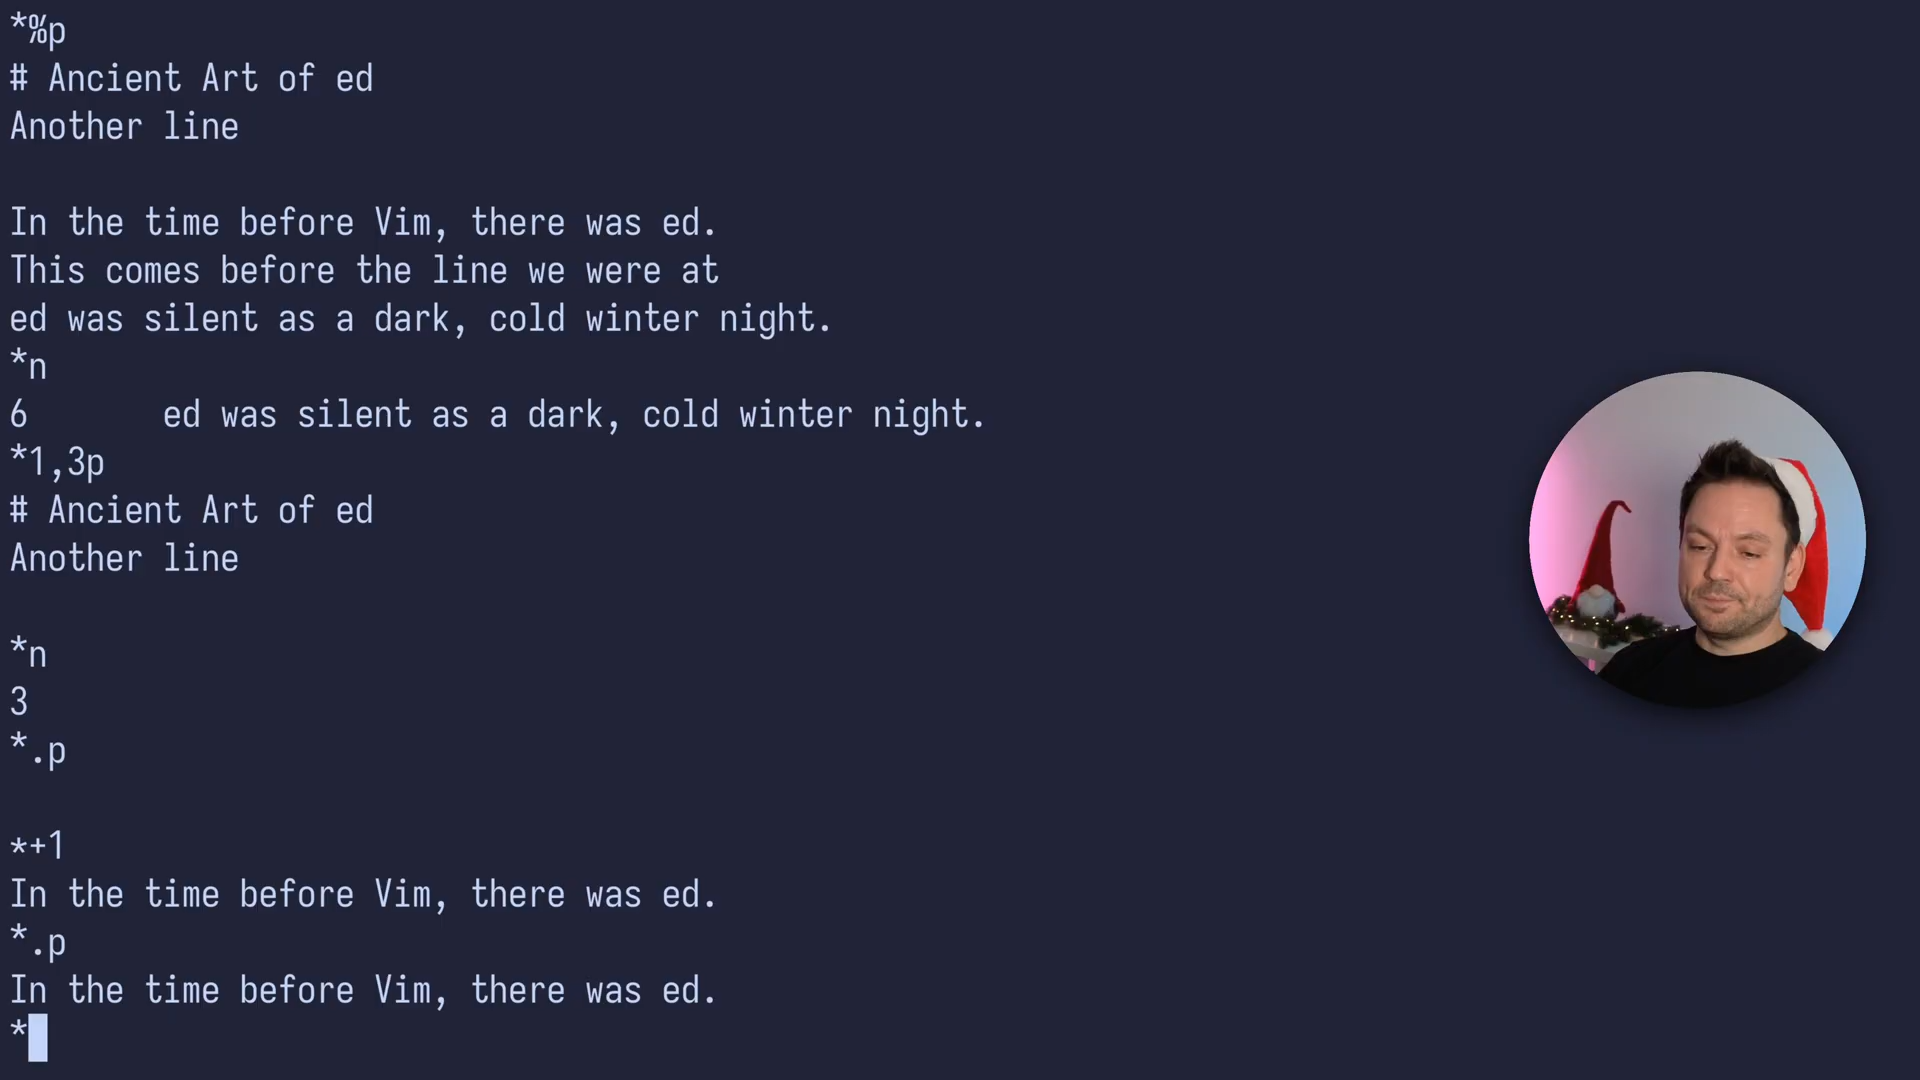 *%p
# Ancient Art of ed
Another line
In the time before Vim, there was ed.
This comes before the line we were at
ed was silent as a dark, cold winter night.
*n
6 ed was silent as a dark, cold winter night.
*1,3p
# Ancient Art of ed
Another line
*n
3
*.p
*+1
In the time before Vim, there was ed.
*.p
In the time before Vim, there was ed.
*